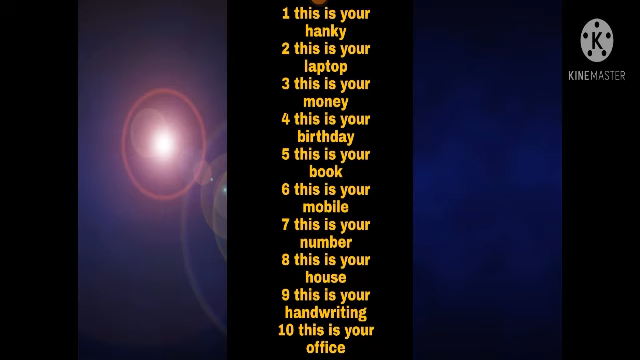 1 this is your
hanky
2 this is your
laptop
3 this is your
money
4 this is your
birthday
5 this is your
book
6 this is your
mobile
7 this is your
number
8 this is your
house
9 this is your
handwriting
10 this is your
office
K
KINEMASTER